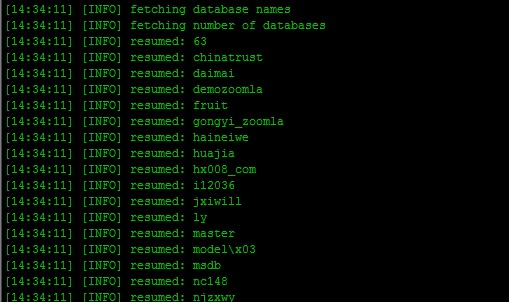 [14:34:11] [INFO] fetching database names
[14:34:11] [INFO] fetching number of databases
[14:34:11] [INFO] resumed: 63
[14:34:11] [INFO] resumed: chinatrust
[14:34:11] [INFO] resumed: daimai
[14:34:11] [INFO] resumed: demozoomla
[14:34:11] [INFO] resumed: fruit
[14:34:11] [INFO] resumed: gongyi_zoomla
[14:34:11] [INFO] resumed: haineiwe
[14:34:11] [INFO] resumed: huajia
[14:34:11] [INFO] resumed: hx008_com
[14:34:11] [INFO] resumed: i12036
[14:34:11] [INFO] resumed: jxiwill
[14:34:11] [INFO] resumed: ly
[14:34:11] [INFO] resumed: master
[14:34:11] [INFO] resumed: model\x03
[14:34:11] [INFO] resumed: msdb
[14:34:11] [INFO] resumed: nc148
[14:34:11] [INFO] resumed: njzxwy